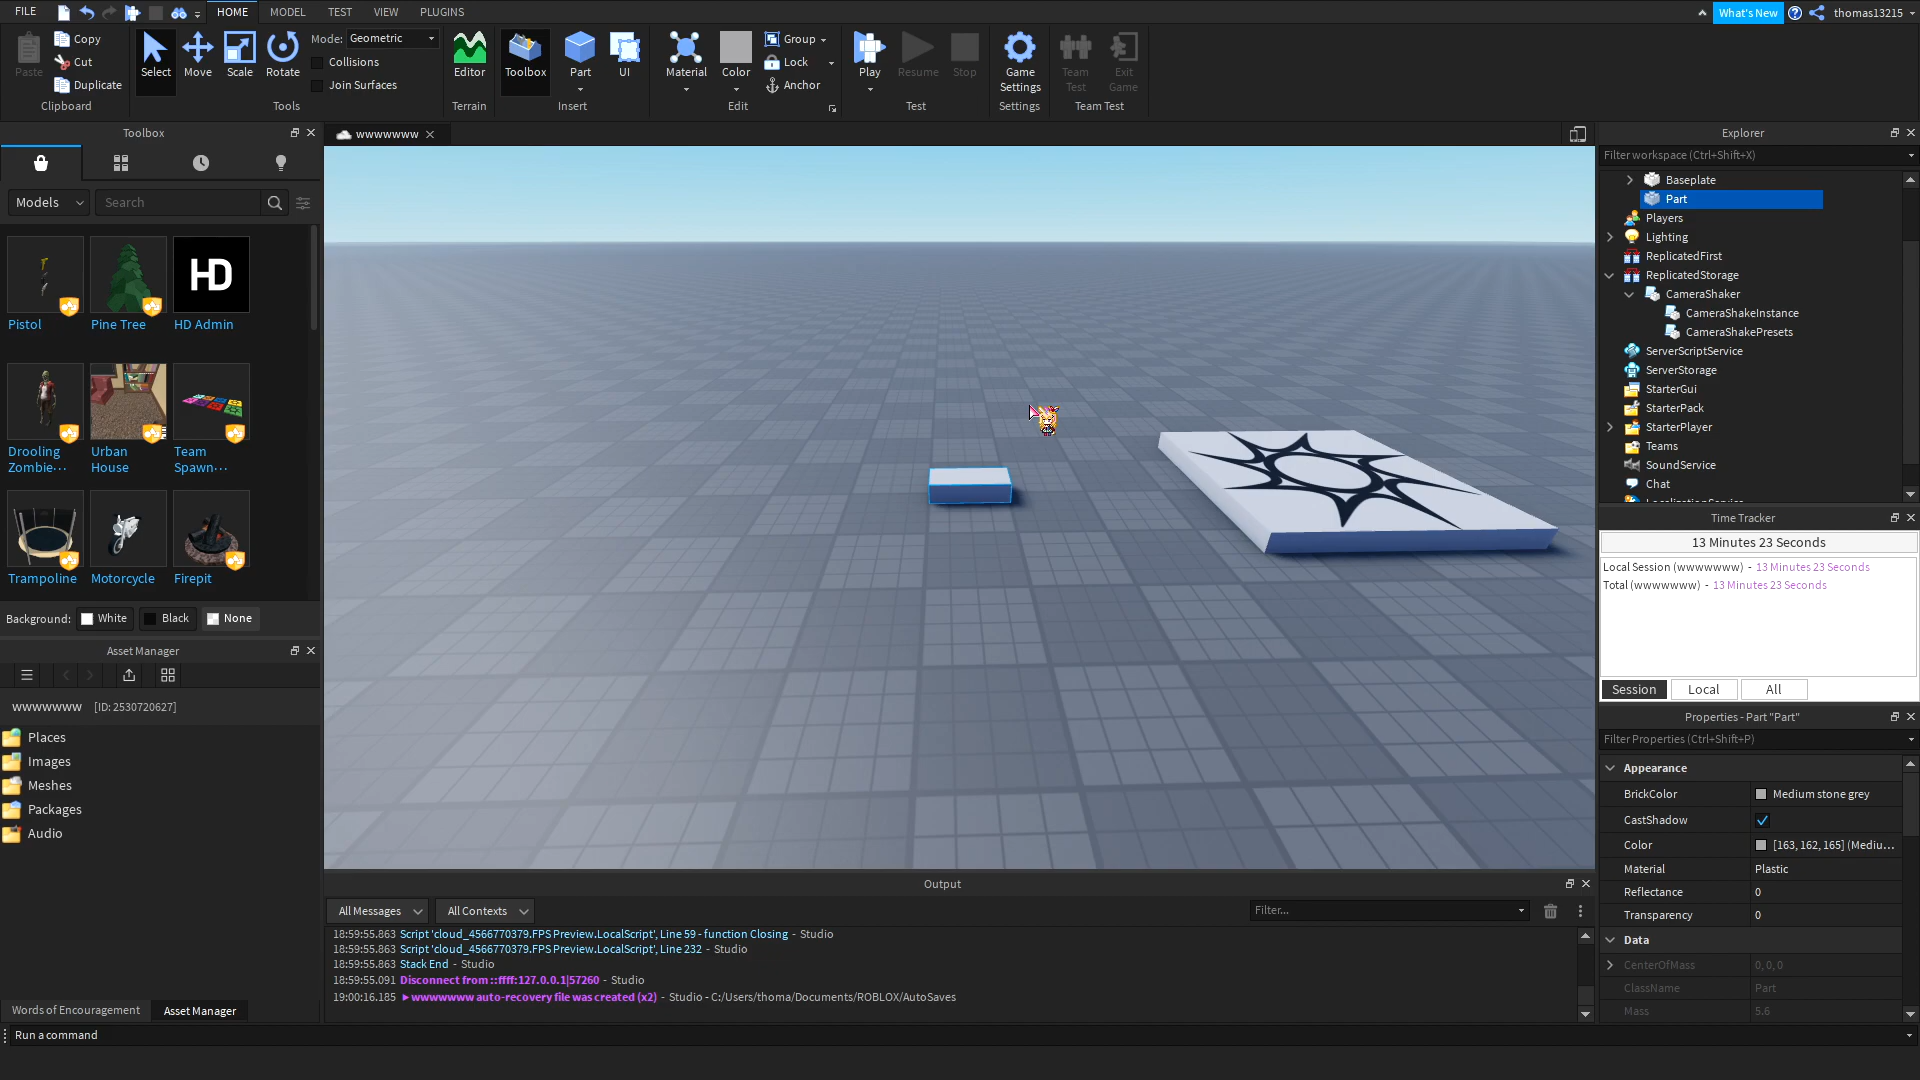 FILE HOME MODEL TEST VIEW PLUGINS What's New thomas13215
Paste Copy Cut Duplicate Clipboard
Select Move Scale Rotate Mode: Geometric Collisions Join Surfaces Tools
Editor Terrain
Toolbox Part UI Insert
Material Color Group Lock Anchor Edit
Play Resume Stop Test
Game Settings Settings
Team Test Exit Game Team Test
Toolbox
Models Search
Pistol Pine Tree HD HD Admin
Drooling Zombie... Urban House Team Spawn...
Trampoline Motorcycle Firepit
Background: White Black None
Asset Manager
wwwwwww [ID: 2530720627]
Places
Images
Meshes
Packages
Audio
Words of Encouragement Asset Manager
wwwwwww
Output
All Messages All Contexts Filter...
18:59:55.863 Script 'cloud_4566770379.FPS Preview.LocalScript', Line 59 - function Closing - Studio
18:59:55.863 Script 'cloud_4566770379.FPS Preview.LocalScript', Line 232 - Studio
18:59:55.863 Stack End - Studio
18:59:55.091 Disconnect from ::ffff:127.0.0.1|57260 - Studio
19:00:16.185 wwwwwww auto-recovery file was created (x2) - Studio - C:/Users/thoma/Documents/ROBLOX/AutoSaves
Explorer
Filter workspace (Ctrl+Shift+X)
Baseplate
Part
Players
Lighting
ReplicatedFirst
ReplicatedStorage
CameraShaker
CameraShakeInstance
CameraShakePresets
ServerScriptService
ServerStorage
StarterGui
StarterPack
StarterPlayer
Teams
SoundService
Chat
Time Tracker
13 Minutes 23 Seconds
Local Session (wwwwwww) - 13 Minutes 23 Seconds
Total (wwwwwww) - 13 Minutes 23 Seconds
Session Local All
Properties - Part "Part"
Filter Properties (Ctrl+Shift+P)
Appearance
BrickColor Medium stone grey
CastShadow
Color [163, 162, 165] (Mediu...
Material Plastic
Reflectance 0
Transparency 0
Data
CenterOfMass 0, 0, 0
ClassName Part
Mass 5.6
Run a command